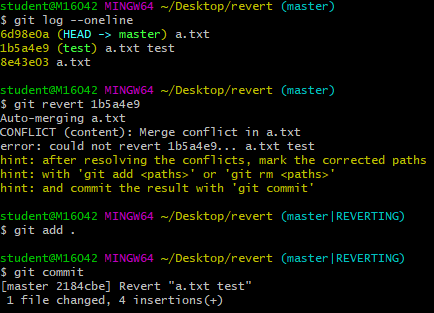 student@M16042 MINGW64 ~/Desktop/revert (master)
$ git log --oneline
6d98e0a (HEAD -> master) a.txt
1b5a4e9 (test) a.txt test
8e43e03 a.txt
student@M16042 MINGW64 ~/Desktop/revert (master)
$ git revert 1b5a4e9
Auto-merging a.txt
CONFLICT (content): Merge conflict in a.txt
error: could not revert 1b5a4e9... a.txt test
hint: after resolving the conflicts, mark the corrected paths
hint: with 'git add <paths>' or 'git rm <paths>'
hint: and commit the result with 'git commit'
student@M16042 MINGW64 ~/Desktop/revert (master|REVERTING)
$ git add .
student@M16042 MINGW64 ~/Desktop/revert (master|REVERTING)
$ git commit
[master 2184cbe] Revert "a.txt test"
1 file changed, 4 insertions(+)